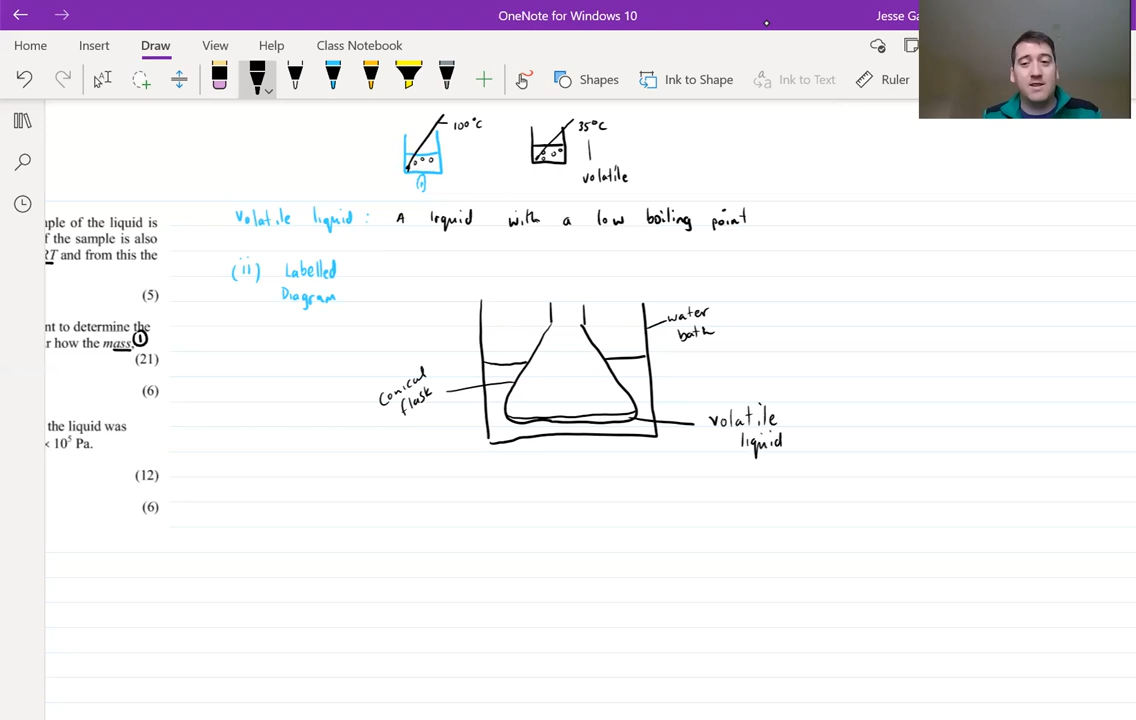 OneNote for Windows 10
Jesse Ga
Home Insert Draw View Help Class Notebook
Shapes Ink to Shape Ink to Text Ruler
100°C
35°C
volatile
(i)
Volatile liquid : A liquid with a low boiling point
(ii) Labelled
Diagram
ple of the liquid is
f the sample is also
RT and from this the
(5)
nt to determine the
r how the mass, 1
(21)
(6)
the liquid was
× 10⁵ Pa.
(12)
(6)
water
bath
conical
flask
volatile
liquid